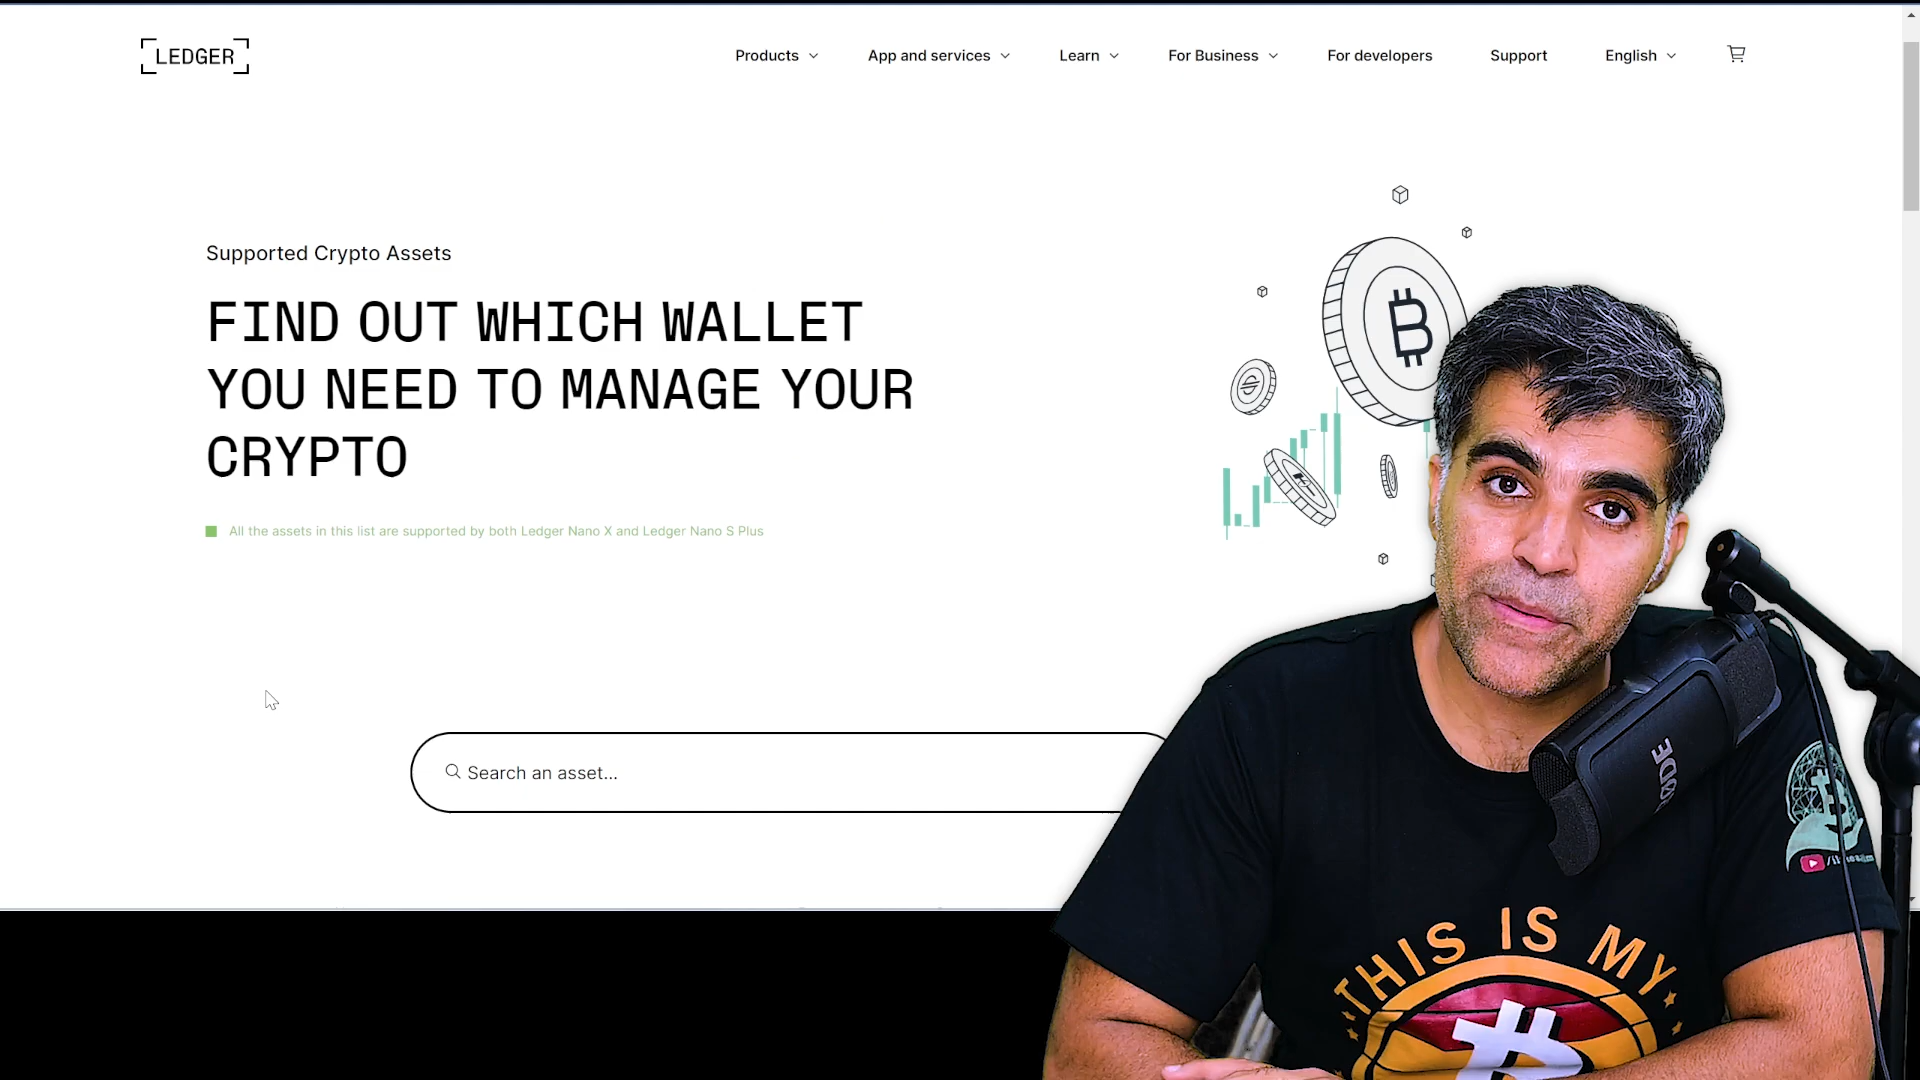 LEDGER
Products
App and services
Learn
For Business
For developers
Support
English
Supported Crypto Assets
FIND OUT WHICH WALLET
YOU NEED TO MANAGE YOUR
CRYPTO
All the assets in this list are supported by both Ledger Nano X and Ledger Nano S Plus
Search an asset...
RØDE
THIS IS MY